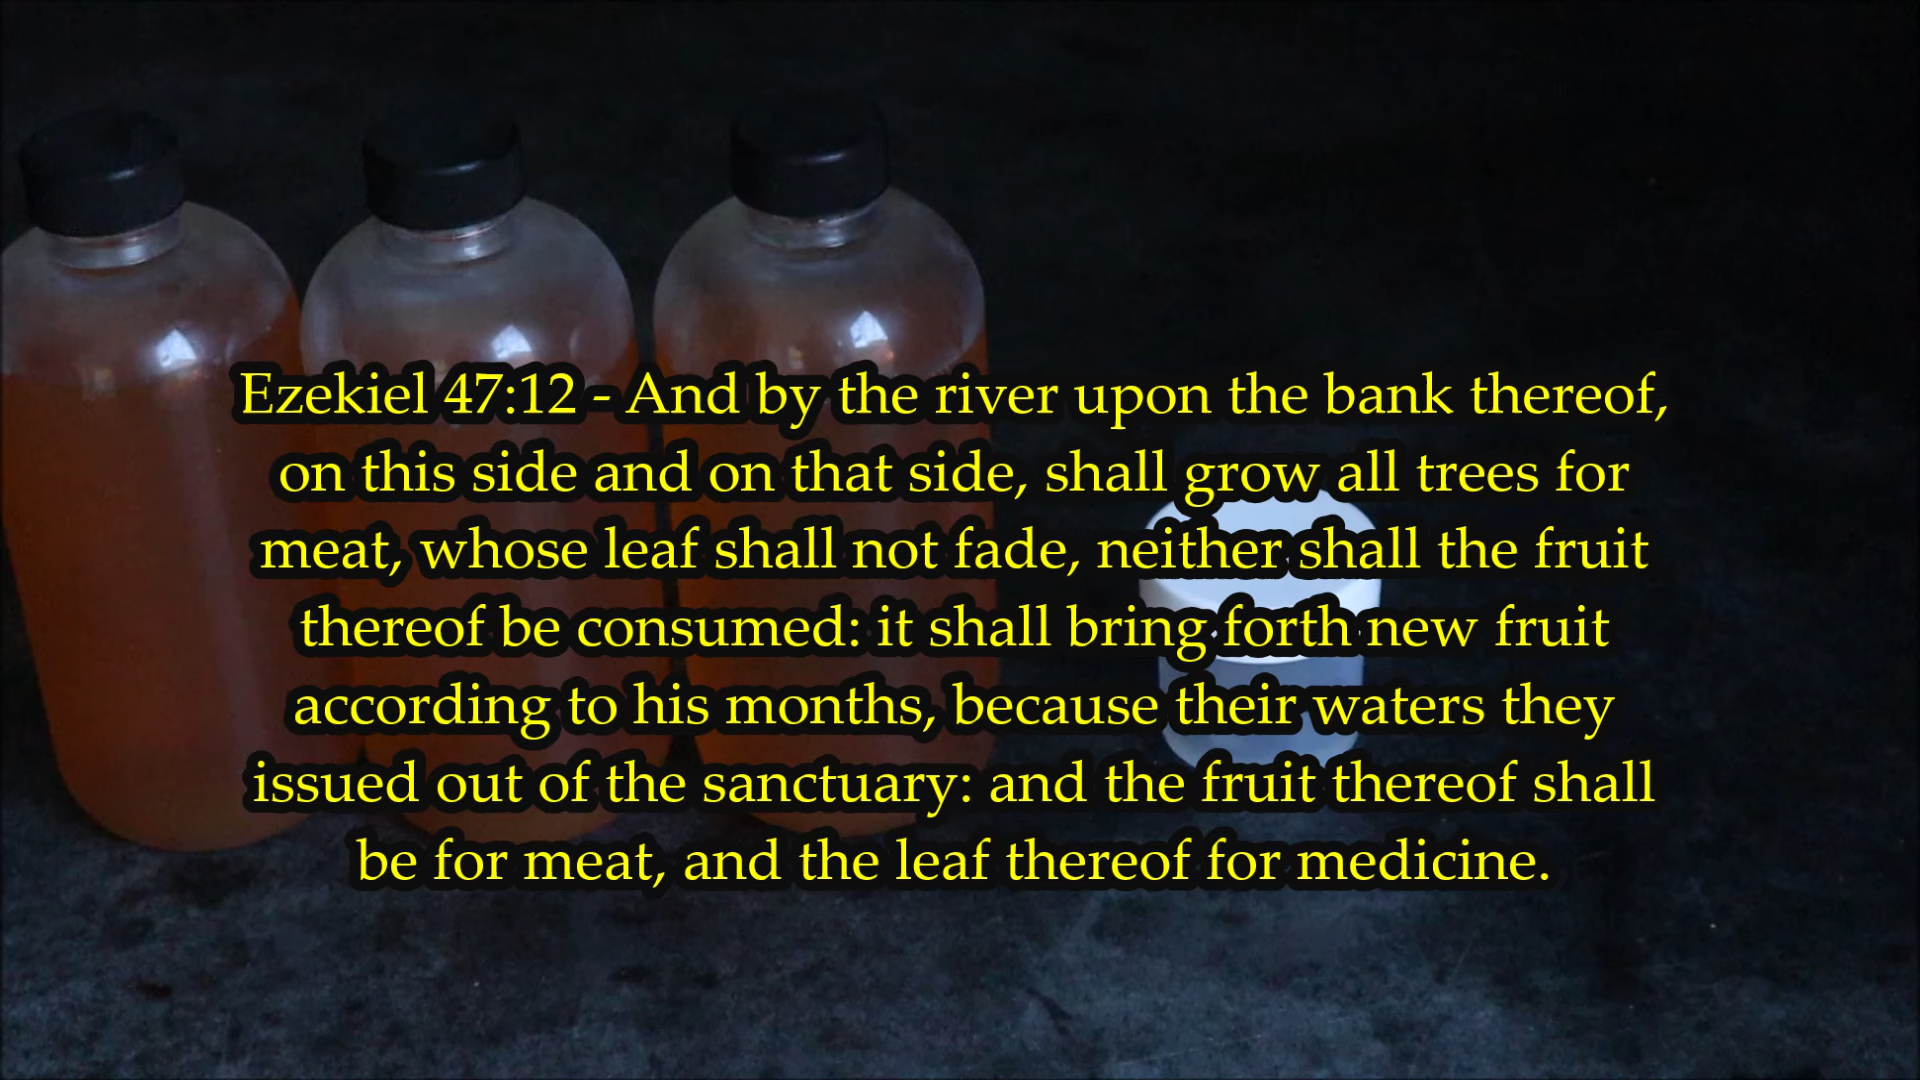 Ezekiel 47:12 - And by the river upon the bank thereof,
on this side and on that side, shall grow all trees for
meat, whose leaf shall not fade, neither shall the fruit
thereof be consumed: it shall bring forth new fruit
according to his months, because their waters they
issued out of the sanctuary: and the fruit thereof shall
be for meat, and the leaf thereof for medicine.